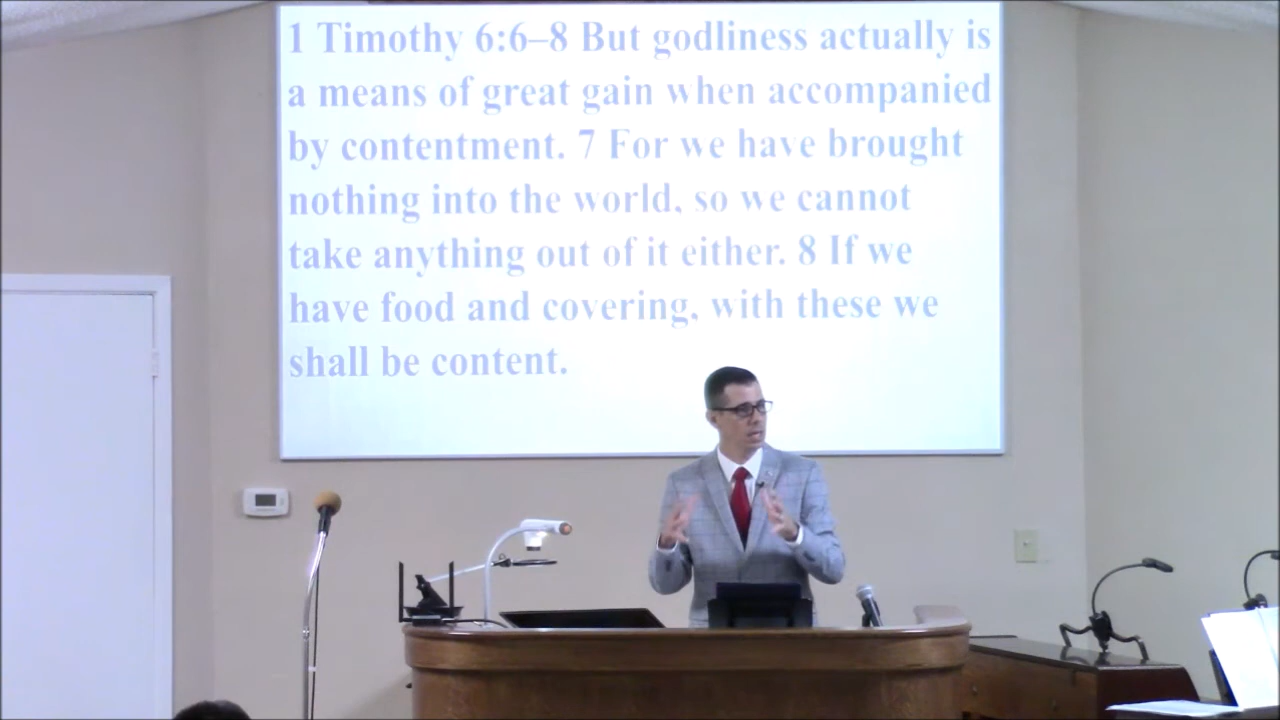 1 Timothy 6:6–8 But godliness actually is
a means of great gain when accompanied
by contentment. 7 For we have brought
nothing into the world, so we cannot
take anything out of it either. 8 If we
have food and covering, with these we
shall be content.